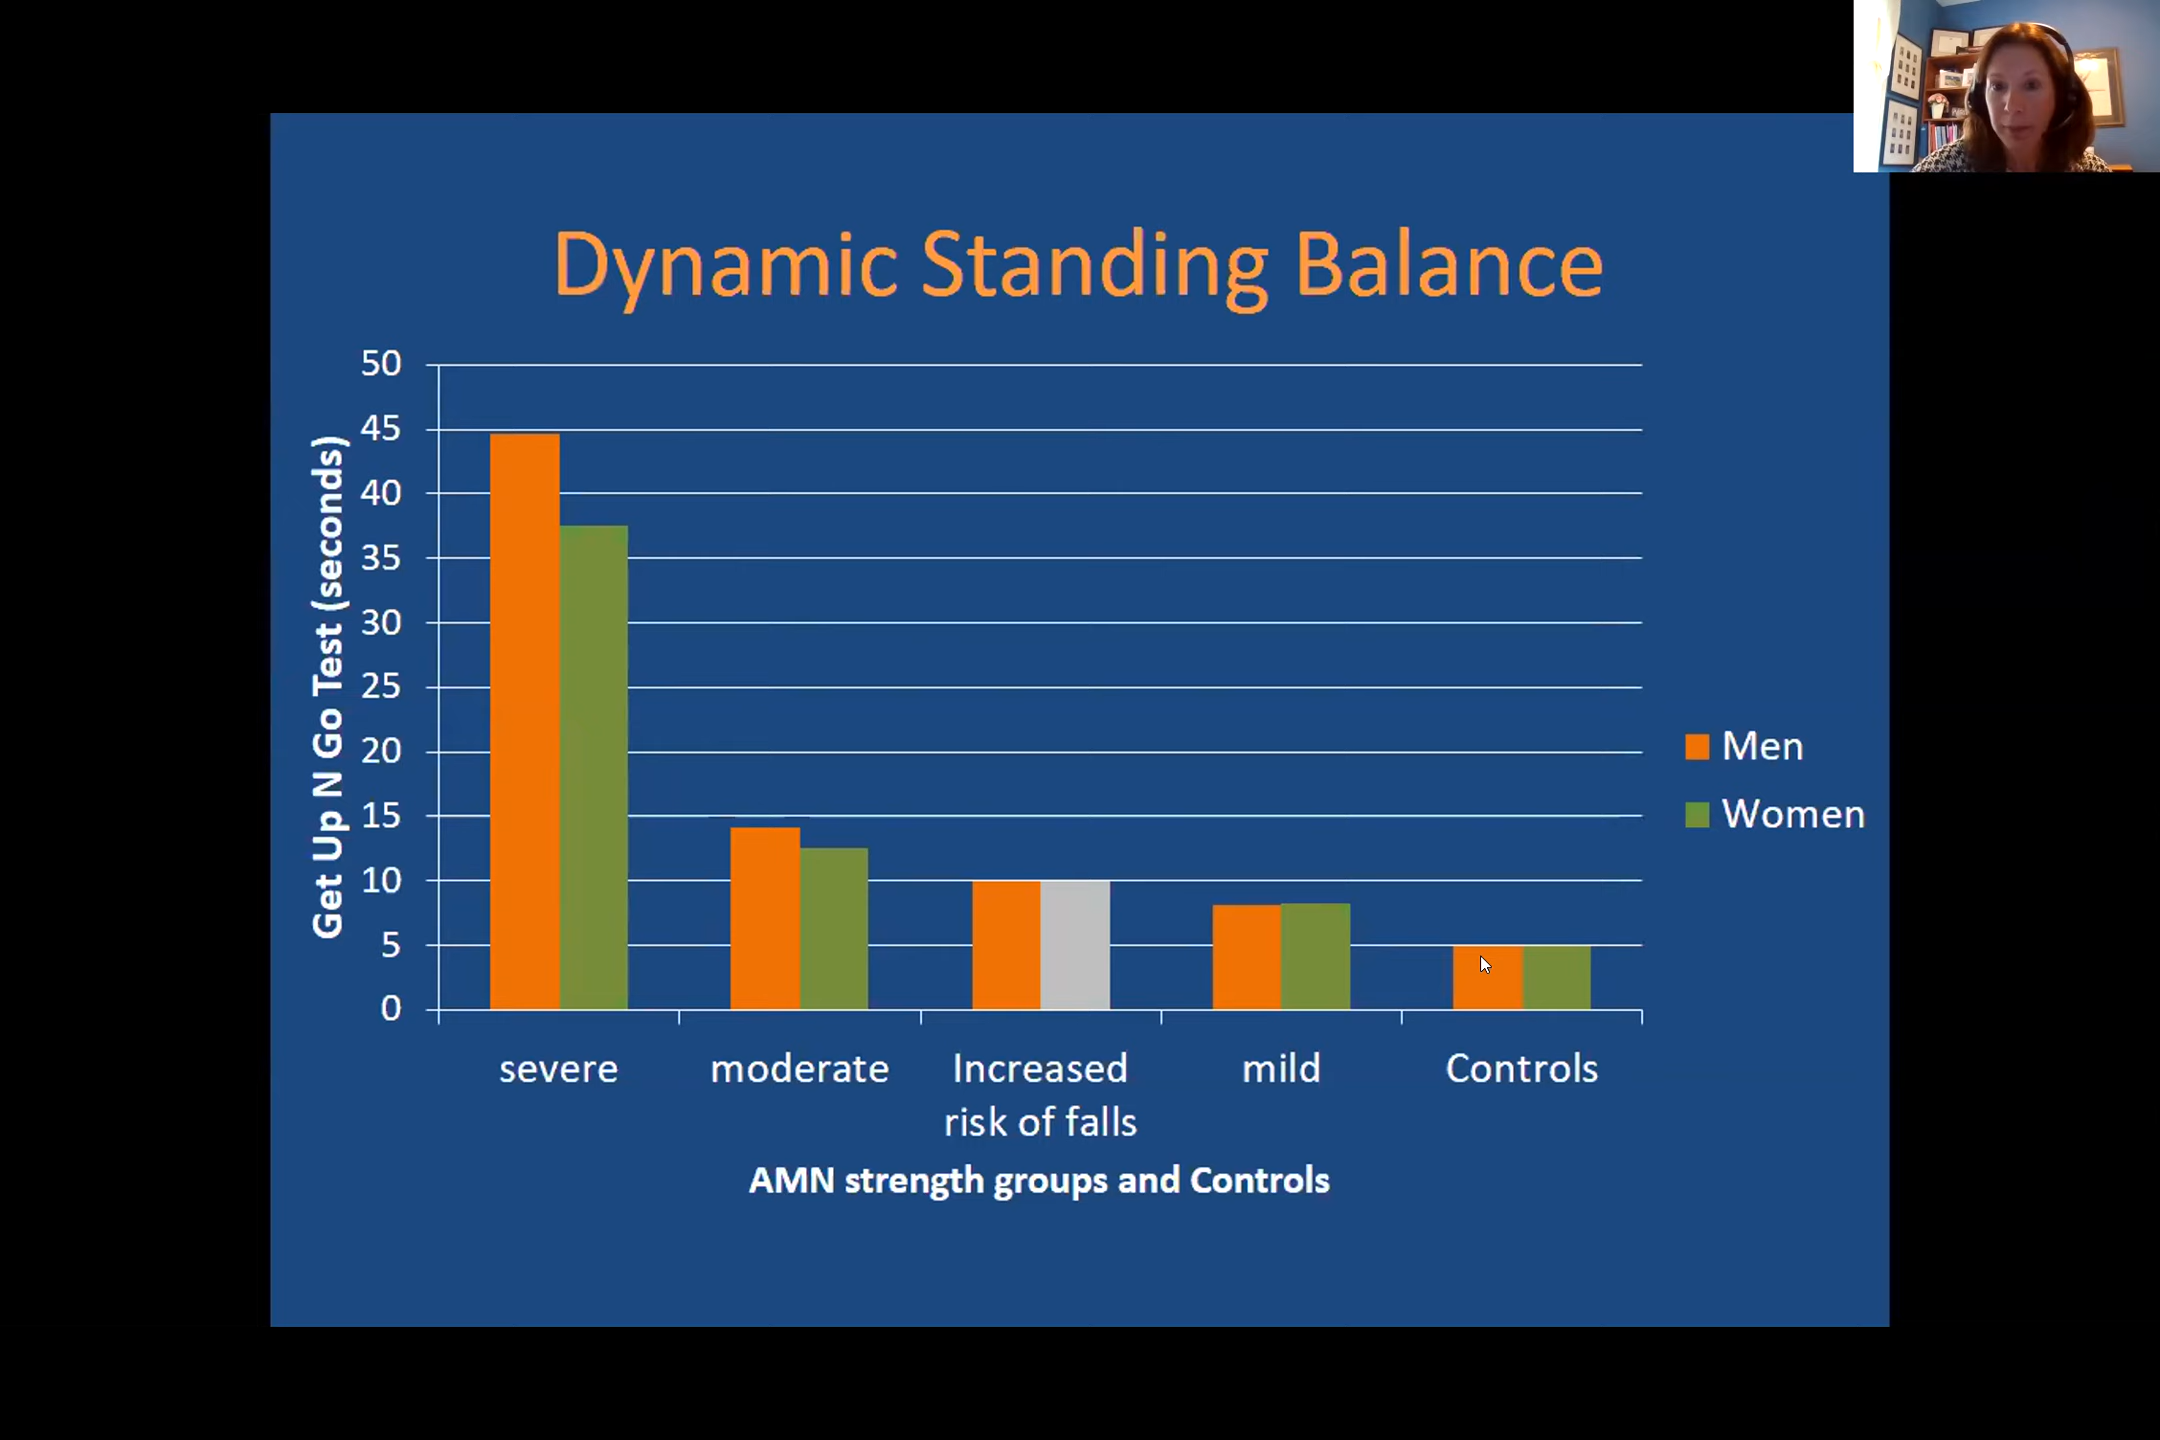 Dynamic Standing Balance
50
45
40
35
30
25
20
15
10
5
0
Get Up N Go Test (seconds)
severe
moderate
Increased
risk of falls
mild
Controls
AMN strength groups and Controls
Men
Women